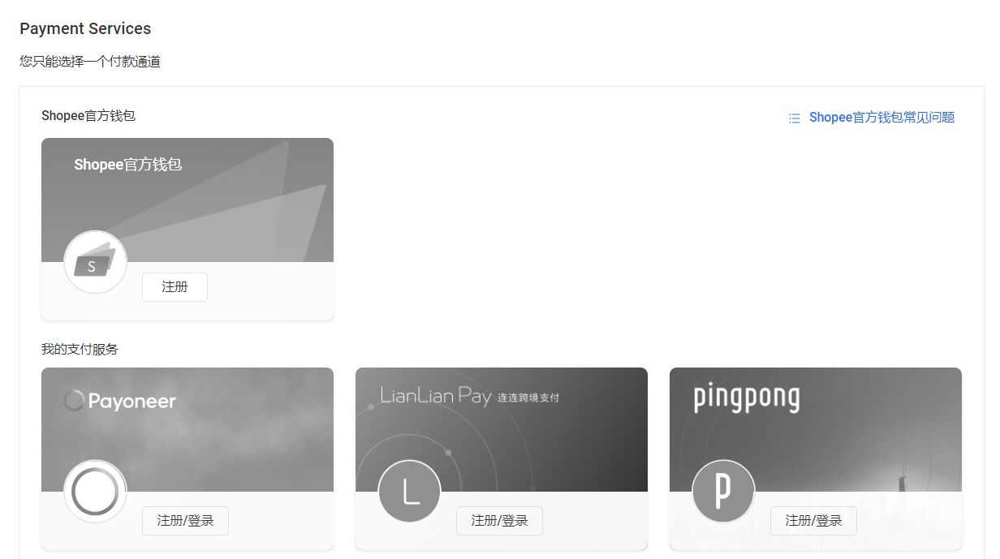 Payment Services
您只能选择一个付款通道
Shopee官方钱包
Shopee官方钱包常见问题
Shopee官方钱包
S
注册
我的支付服务
Payoneer
注册/登录
LianLian Pay 连连跨境支付
L
注册/登录
pingpong
P
注册/登录